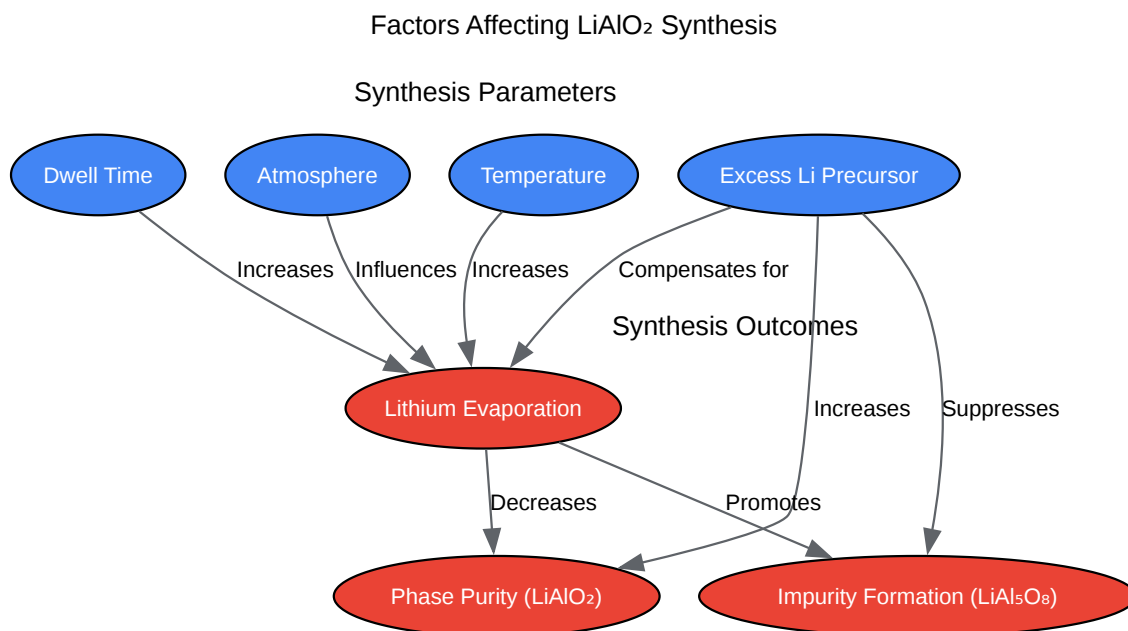 Factors Affecting LiAlO₂ Synthesis
Synthesis Parameters
Dwell Time
Atmosphere
Temperature
Excess Li Precursor
Increases
Influences
Increases
Compensates for
Synthesis Outcomes
Lithium Evaporation
Increases
Suppresses
Decreases
Promotes
Phase Purity (LiAlO₂)
Impurity Formation (LiAl₅O₈)